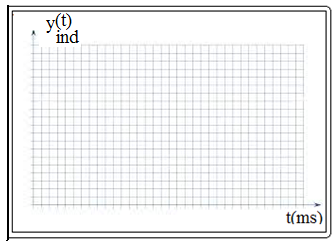 y(t)
ind
t(ms)